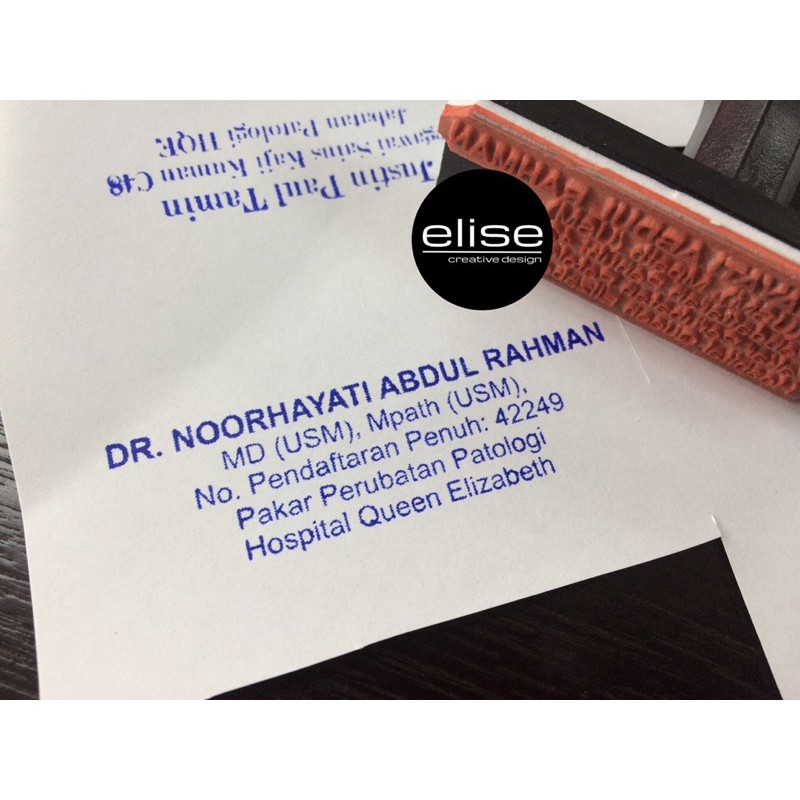 Justin Paul Tamin
Sains Kaji Kuman C48
Jabatan Patologi HQE
elise
creative design
DR. NOORHAYATI ABDUL RAHMAN
MD (USM), Mpath (USM),
No. Pendaftaran Penuh: 42249
Pakar Perubatan Patologi
Hospital Queen Elizabeth